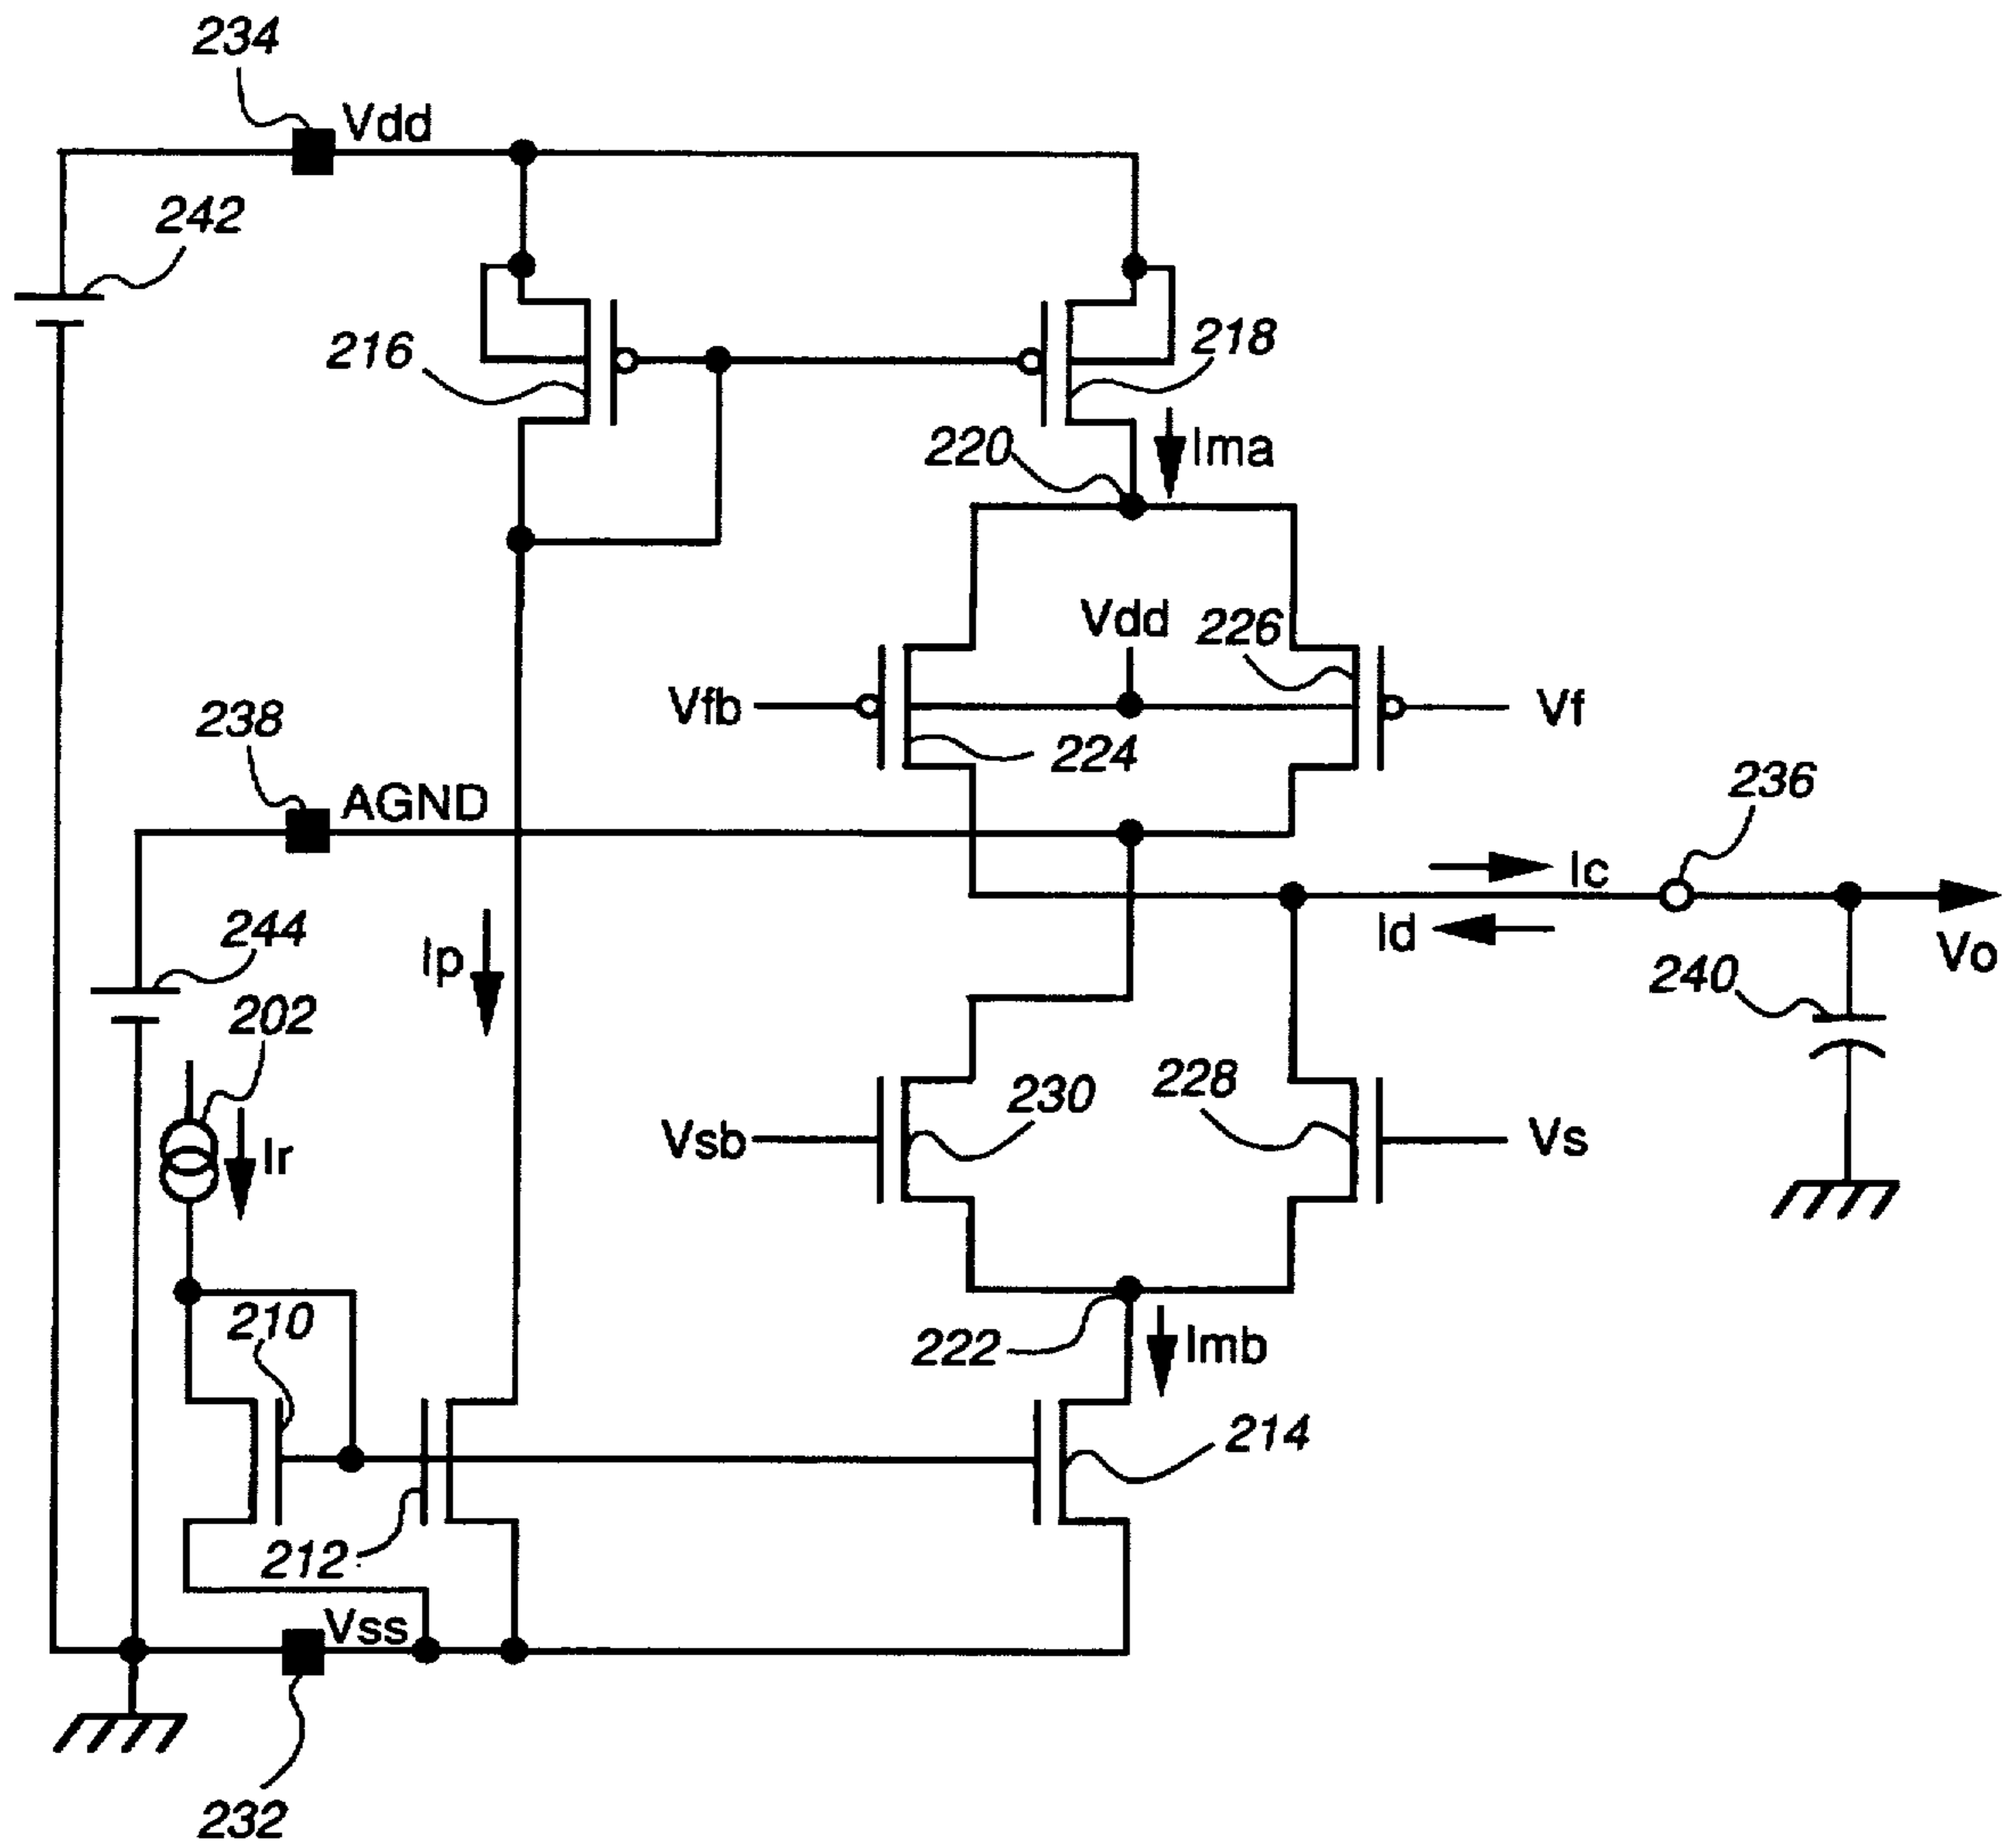 234
Vdd
242
216
218
220
Ima
Vdd
226
Vfb
Vf
224
238
AGND
236
Ic
244
Ip
Id
Vo
240
202
Ir
230
228
Vsb
Vs
210
222
Imb
214
212
Vss
232